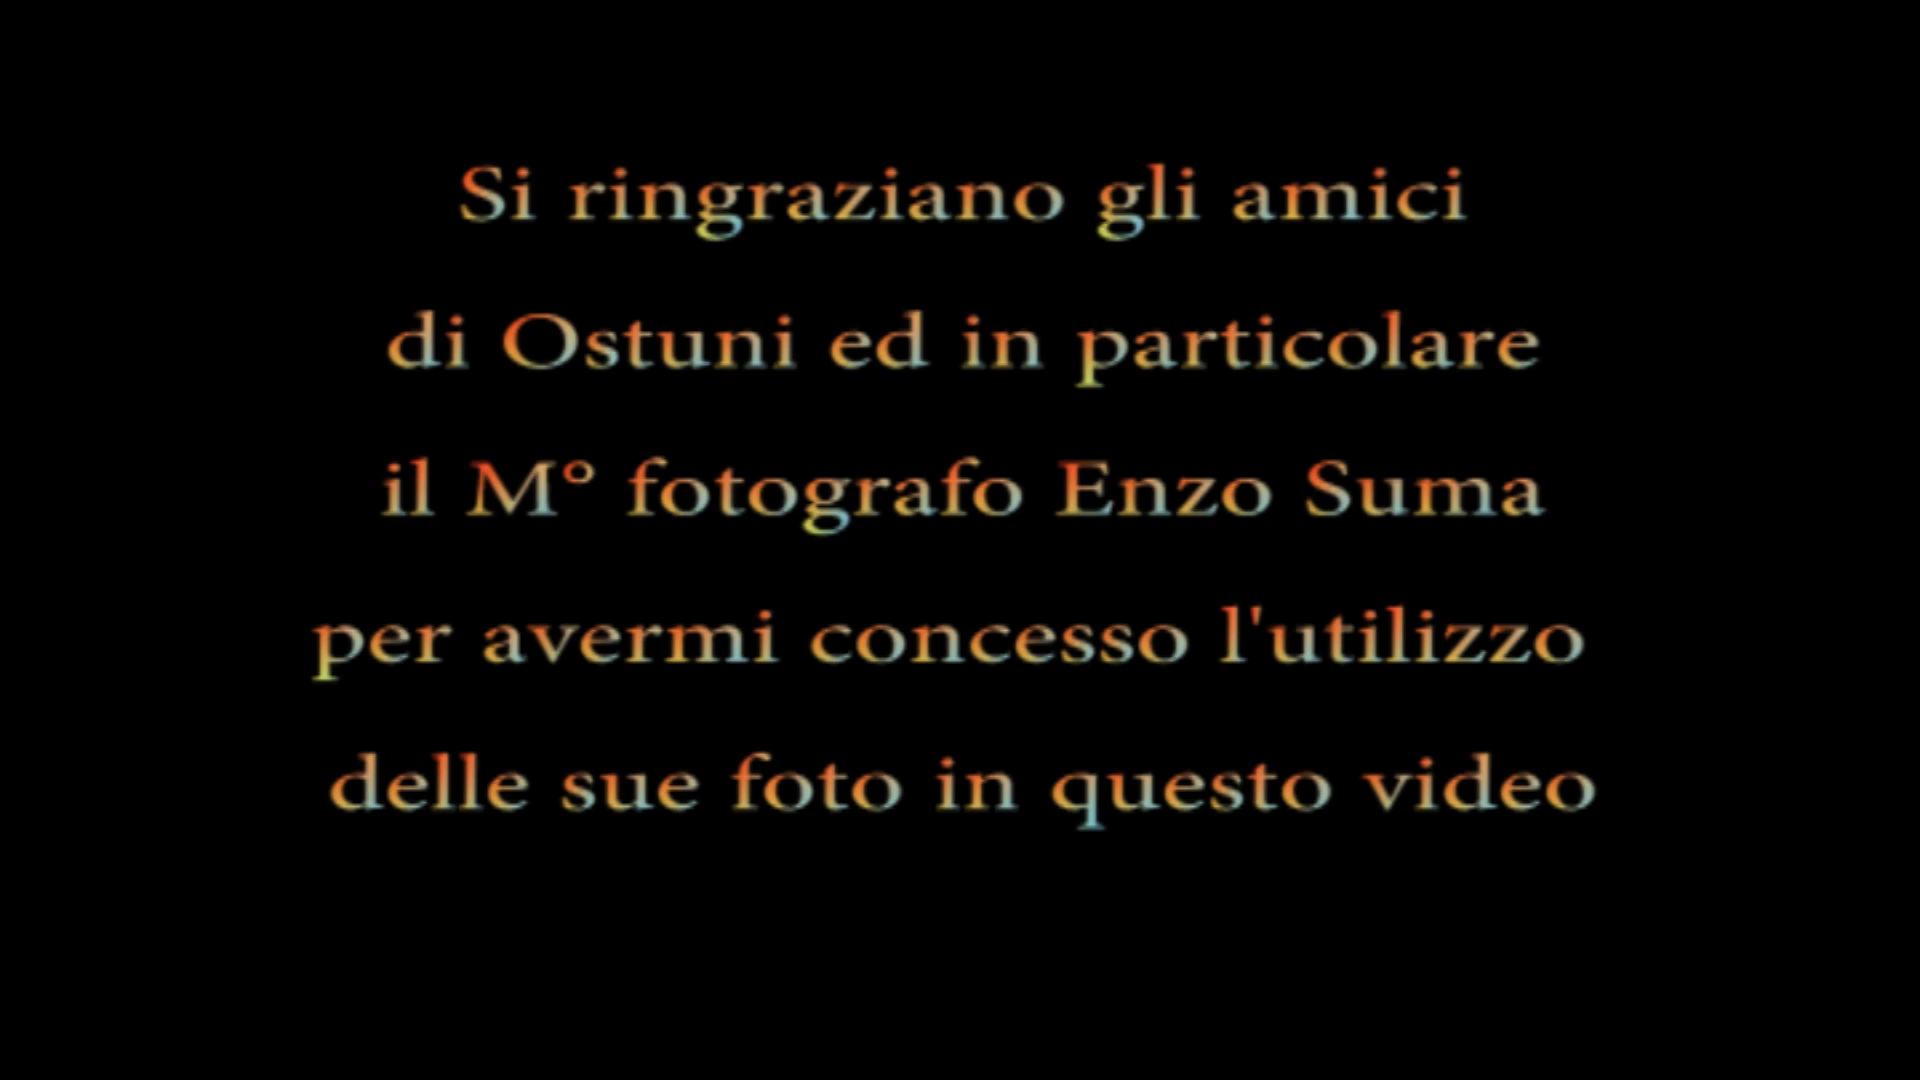 Si ringraziano gli amici
di Ostuni ed in particolare
il M° fotografo Enzo Suma
per avermi concesso l'utilizzo
delle sue foto in questo video